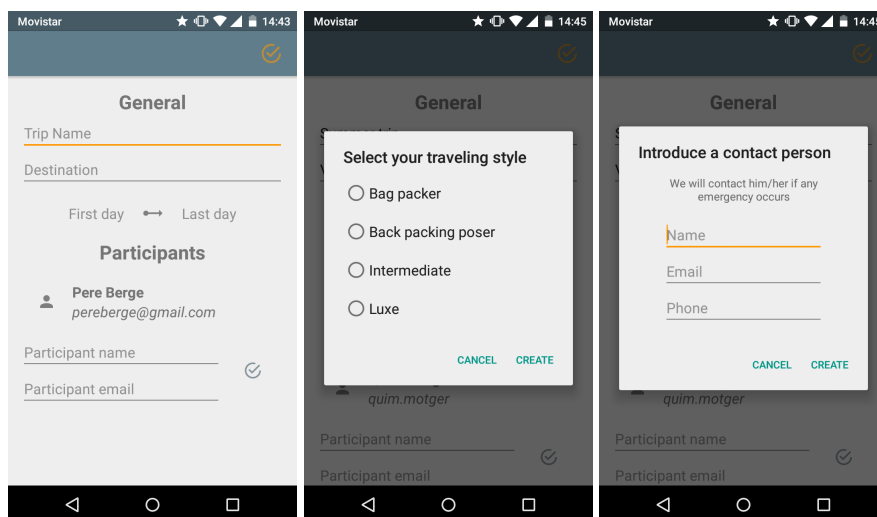 Movistar 14:43
General
Trip Name
Destination
First day Last day
Participants
Pere Berge
pereberge@gmail.com
Participant name
Participant email
Movistar 14:45
General
Select your traveling style
Bag packer
Back packing poser
Intermediate
Luxe
CANCEL CREATE
quim.motger
Participant name
Participant email
Movistar 14:45
General
Introduce a contact person
We will contact him/her if any
emergency occurs
Name
Email
Phone
CANCEL CREATE
quim.motger
Participant name
Participant email